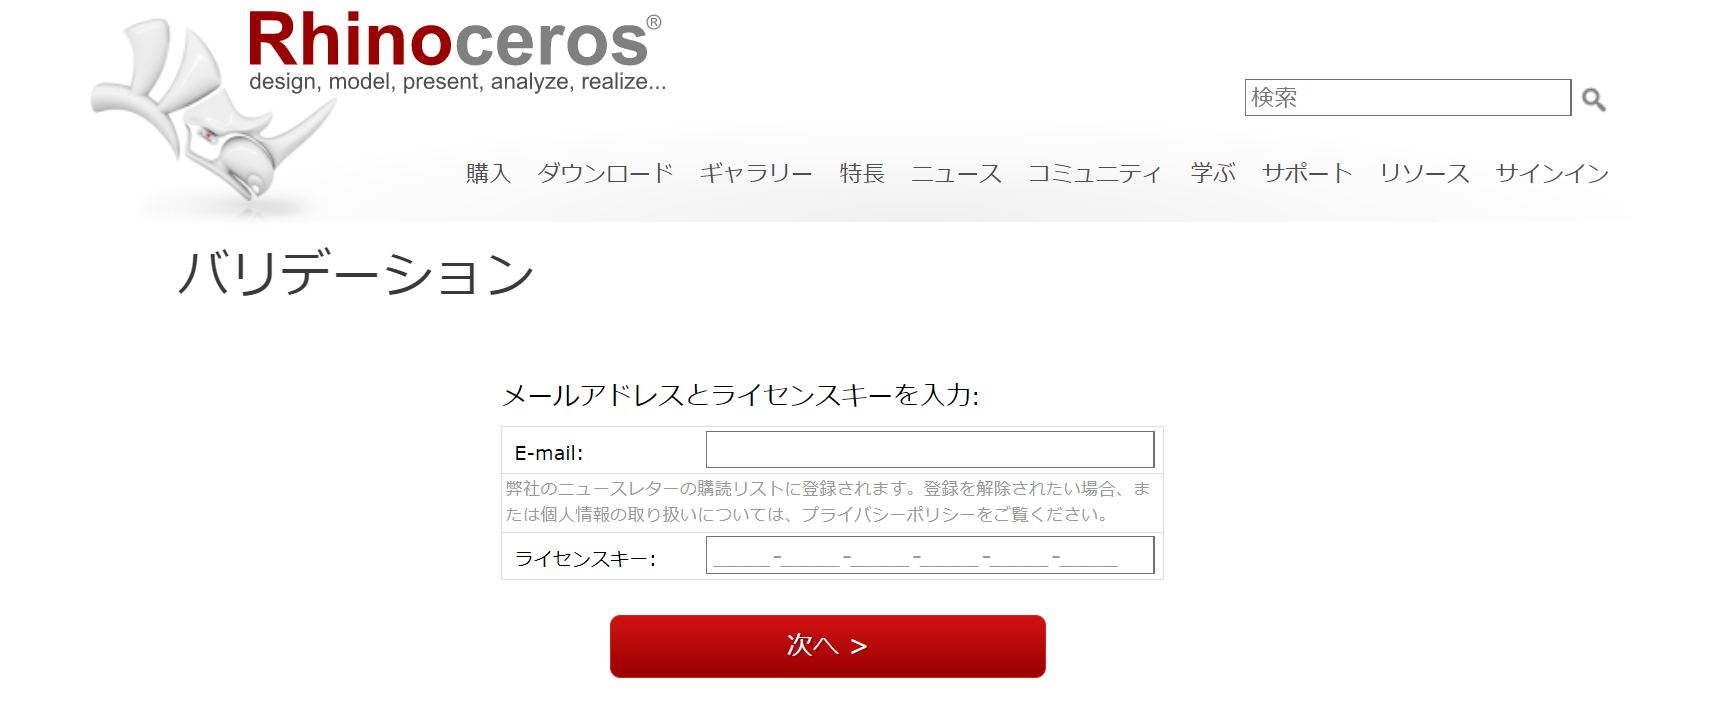 Rhinoceros®
design, model, present, analyze, realize...
検索
購入 ダウンロード ギャラリー 特長 ニュース コミュニティ 学ぶ サポート リソース サインイン
バリデーション
メールアドレスとライセンスキーを入力:
E-mail:
弊社のニュースレターの購読リストに登録されます。登録を解除されたい場合、ま
たは個人情報の取り扱いについては、プライバシーポリシーをご覧ください。
ライセンスキー: ____-____-____-____-____-____
次へ >